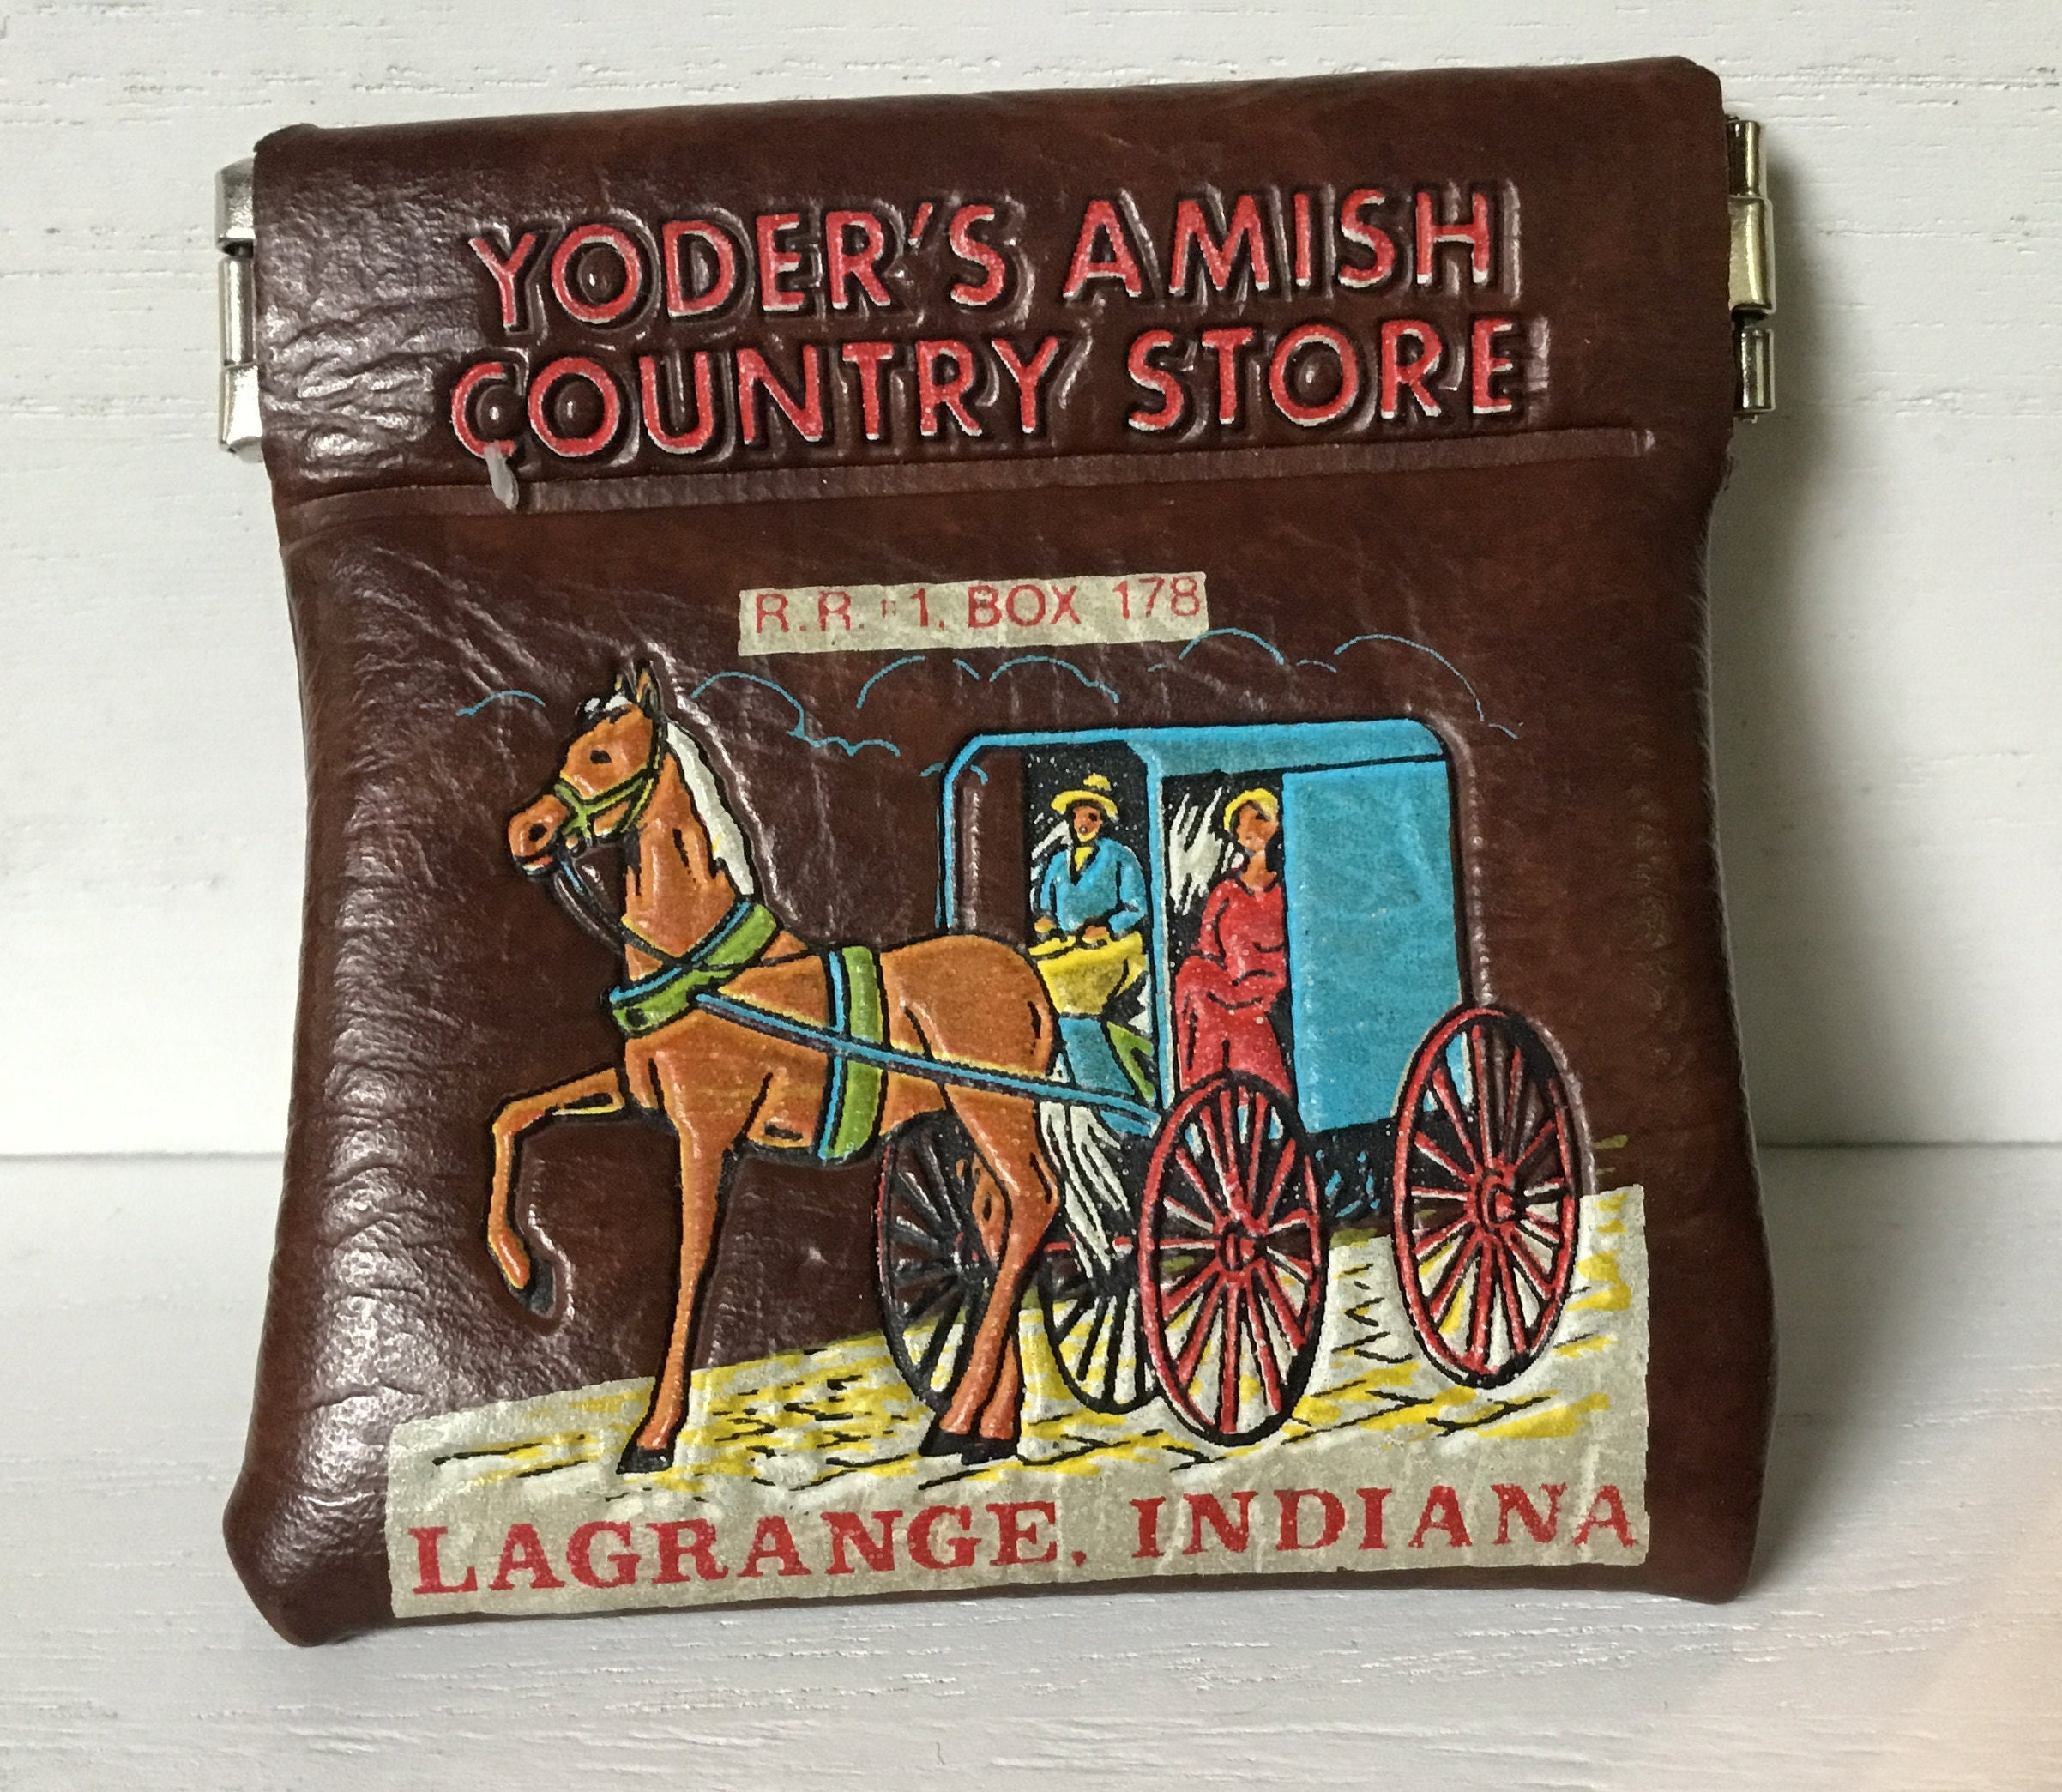 YODER'S AMISH
COUNTRY STORE
R.R. #1, BOX 178
LAGRANGE, INDIANA